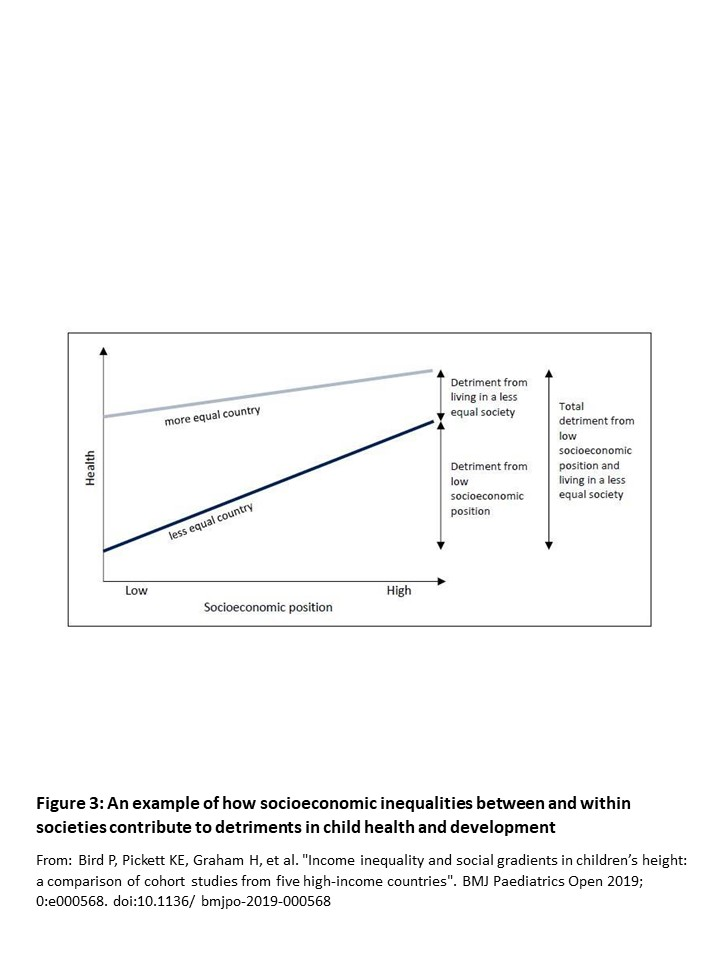 Health
more equal country
less equal country
Low
High
Socioeconomic position
Detriment from
living in a less
equal society
Detriment from
low
socioeconomic
position
Total
detriment from
low
socioeconomic
position and
living in a less
equal society
Figure 3: An example of how socioeconomic inequalities between and within
societies contribute to detriments in child health and development
From: Bird P, Pickett KE, Graham H, et al. "Income inequality and social gradients in children’s height:
a comparison of cohort studies from five high-income countries". BMJ Paediatrics Open 2019;
0:e000568. doi:10.1136/ bmjpo-2019-000568